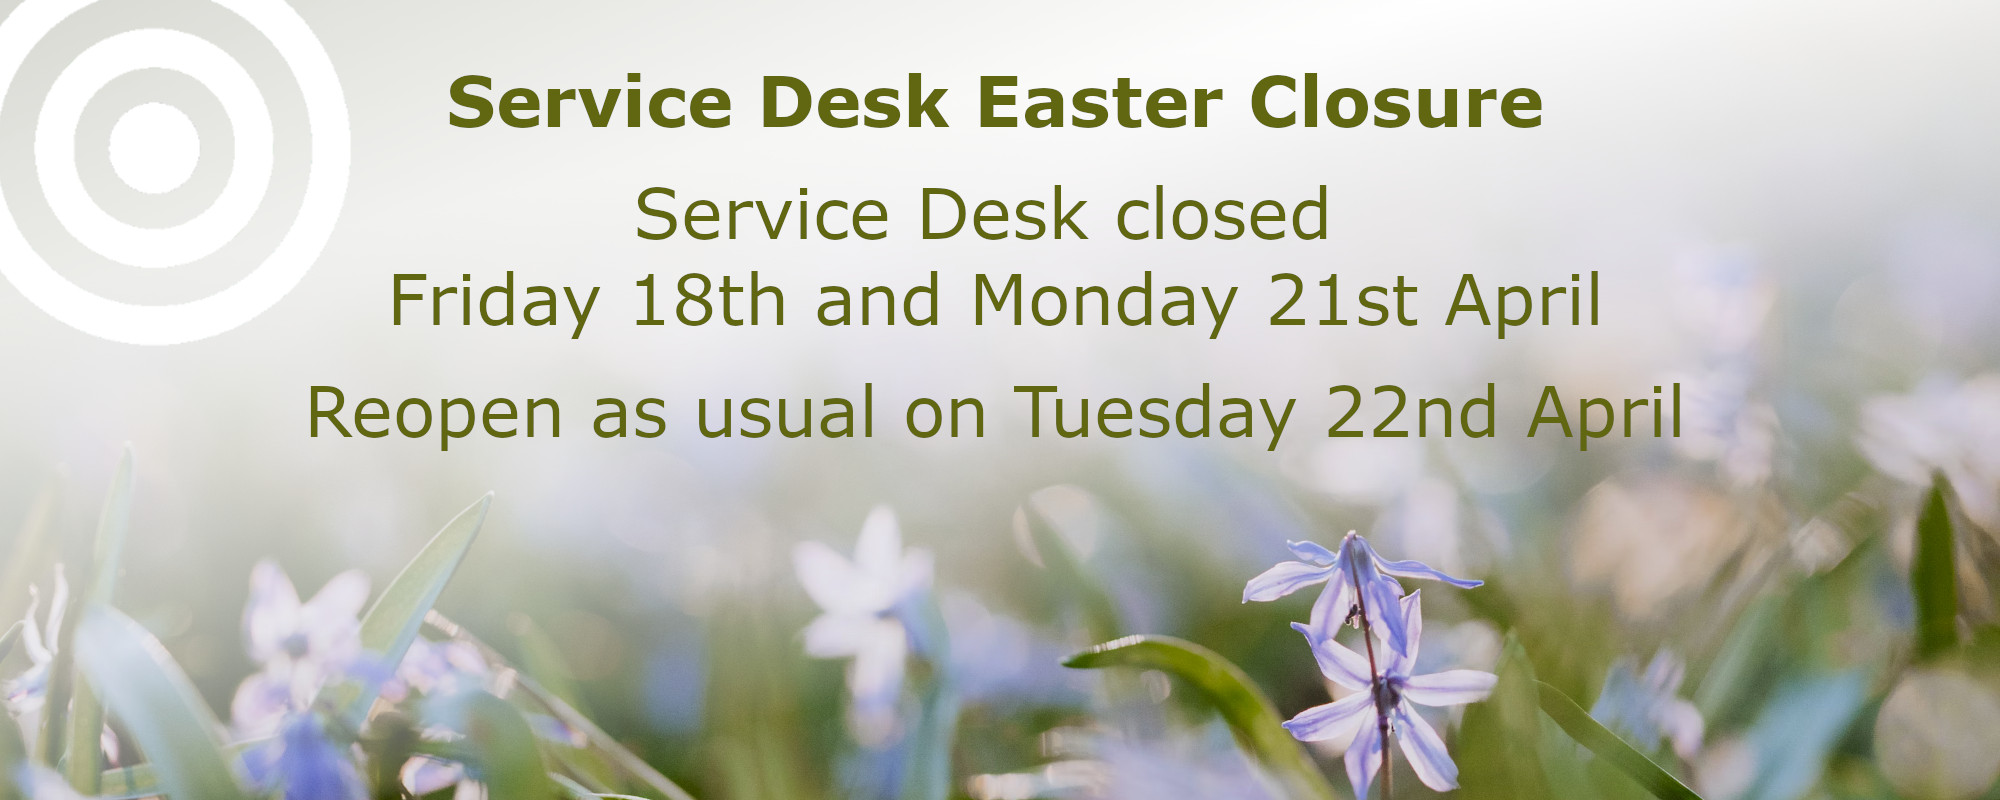 Service Desk Easter Closure
Service Desk closed
Friday 18th and Monday 21st April
Reopen as usual on Tuesday 22nd April